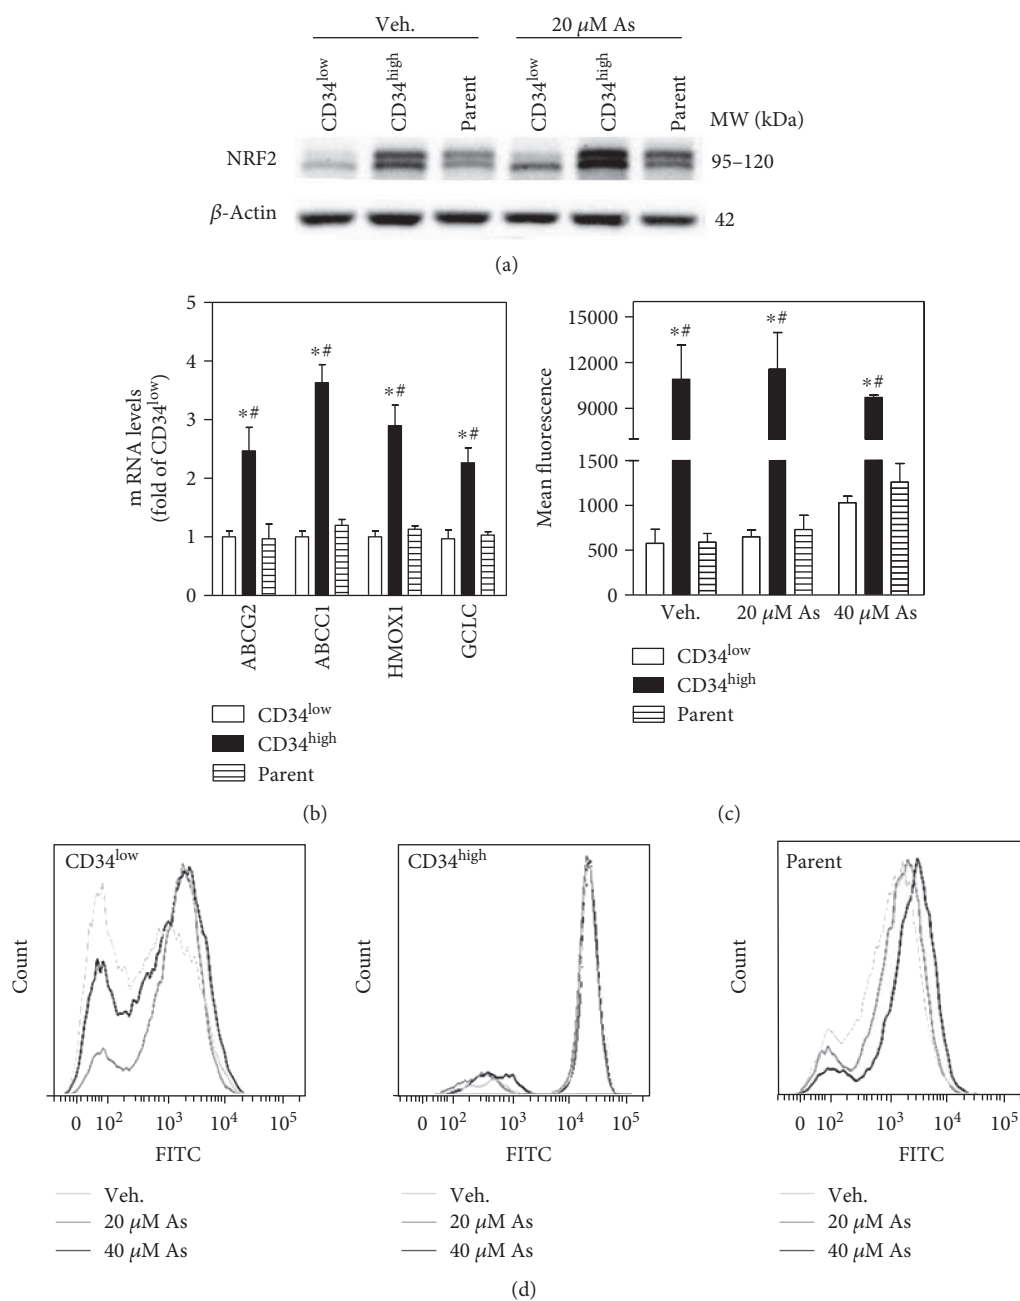 Veh. 20 μM As
CD34low CD34high Parent CD34low CD34high Parent MW (kDa)
NRF2 95–120
β-Actin 42
(a)
5
4
3
2
1
0
m RNA levels
(fold of CD34low)
*# *# *# *#
ABCG2 ABCC1 HMOX1 GCLC
CD34low
CD34high
Parent
(b)
15000
12000
9000
1500
1000
500
0
Mean fluorescence
*# *# *#
Veh. 20 μM As 40 μM As
CD34low
CD34high
Parent
(c)
CD34low
Count
0 10² 10³ 10⁴ 10⁵
FITC
Veh.
20 μM As
40 μM As
CD34high
Count
0 10² 10³ 10⁴ 10⁵
FITC
Veh.
20 μM As
40 μM As
Parent
Count
0 10² 10³ 10⁴ 10⁵
FITC
Veh.
20 μM As
40 μM As
(d)